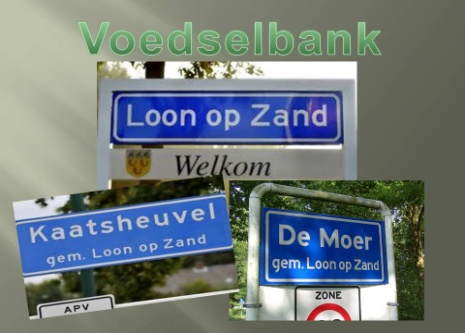 Voedselbank
Loon op Zand
Welkom
Kaatsheuvel
gem. Loon op Zand
APV
De Moer
gem. Loon op Zand
ZONE